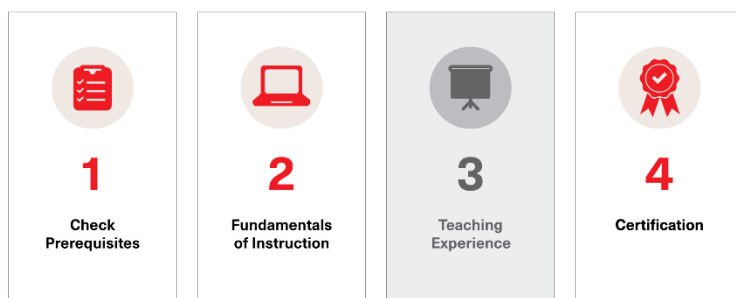 1
Check
Prerequisites
2
Fundamentals
of Instruction
3
Teaching
Experience
4
Certification